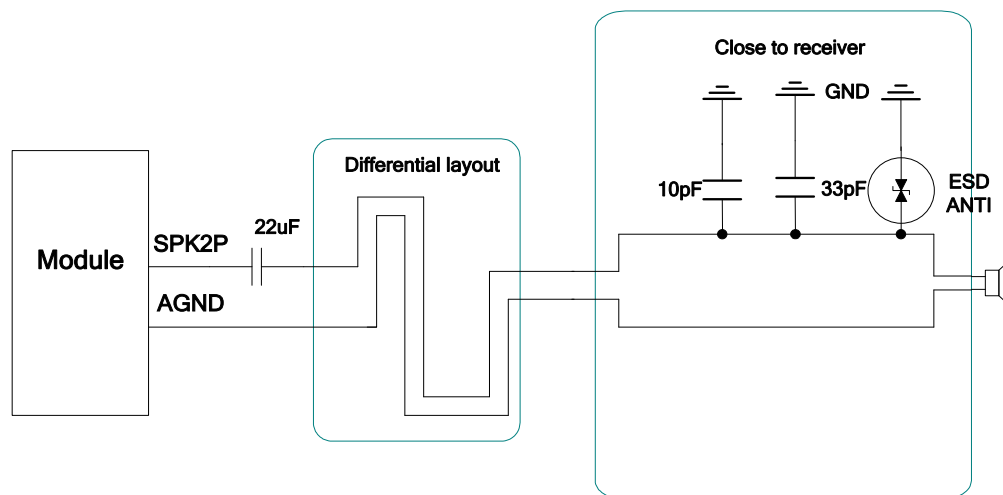 Close to receiver
GND
Differential layout
10pF
33pF
ESD
ANTI
22uF
SPK2P
Module
AGND